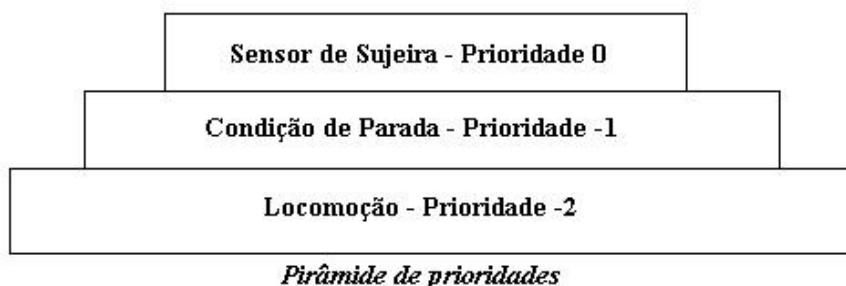 Sensor de Sujeira - Prioridade 0
Condição de Parada - Prioridade -1
Locomoção - Prioridade -2
Pirâmide de prioridades